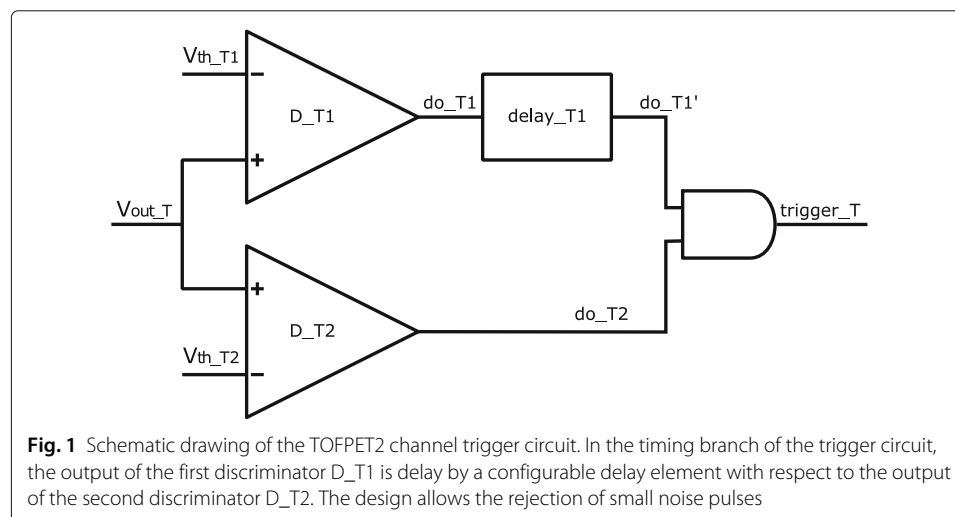 Vth_T1
D_T1
do_T1
delay_T1
do_T1'
Vout_T
trigger_T
D_T2
do_T2
Vth_T2
Fig. 1 Schematic drawing of the TOFPET2 channel trigger circuit. In the timing branch of the trigger circuit,
the output of the first discriminator D_T1 is delay by a configurable delay element with respect to the output
of the second discriminator D_T2. The design allows the rejection of small noise pulses